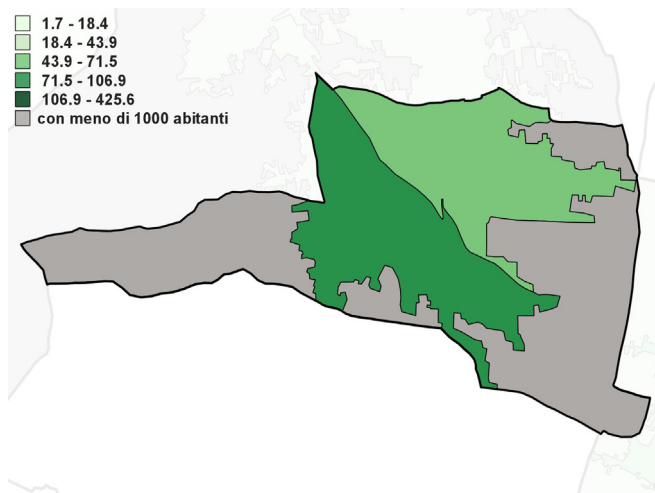 1.7 - 18.4
18.4 - 43.9
43.9 - 71.5
71.5 - 106.9
106.9 - 425.6
con meno di 1000 abitanti